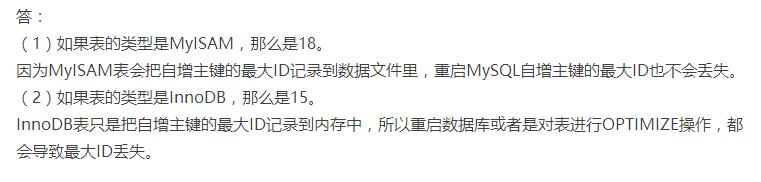 答：
（1）如果表的类型是MyISAM，那么是18。
因为MyISAM表会把自增主键的最大ID记录到数据文件里，重启MySQL自增主键的最大ID也不会丢失。
（2）如果表的类型是InnoDB，那么是15。
InnoDB表只是把自增主键的最大ID记录到内存中，所以重启数据库或者是对表进行OPTIMIZE操作，都
会导致最大ID丢失。